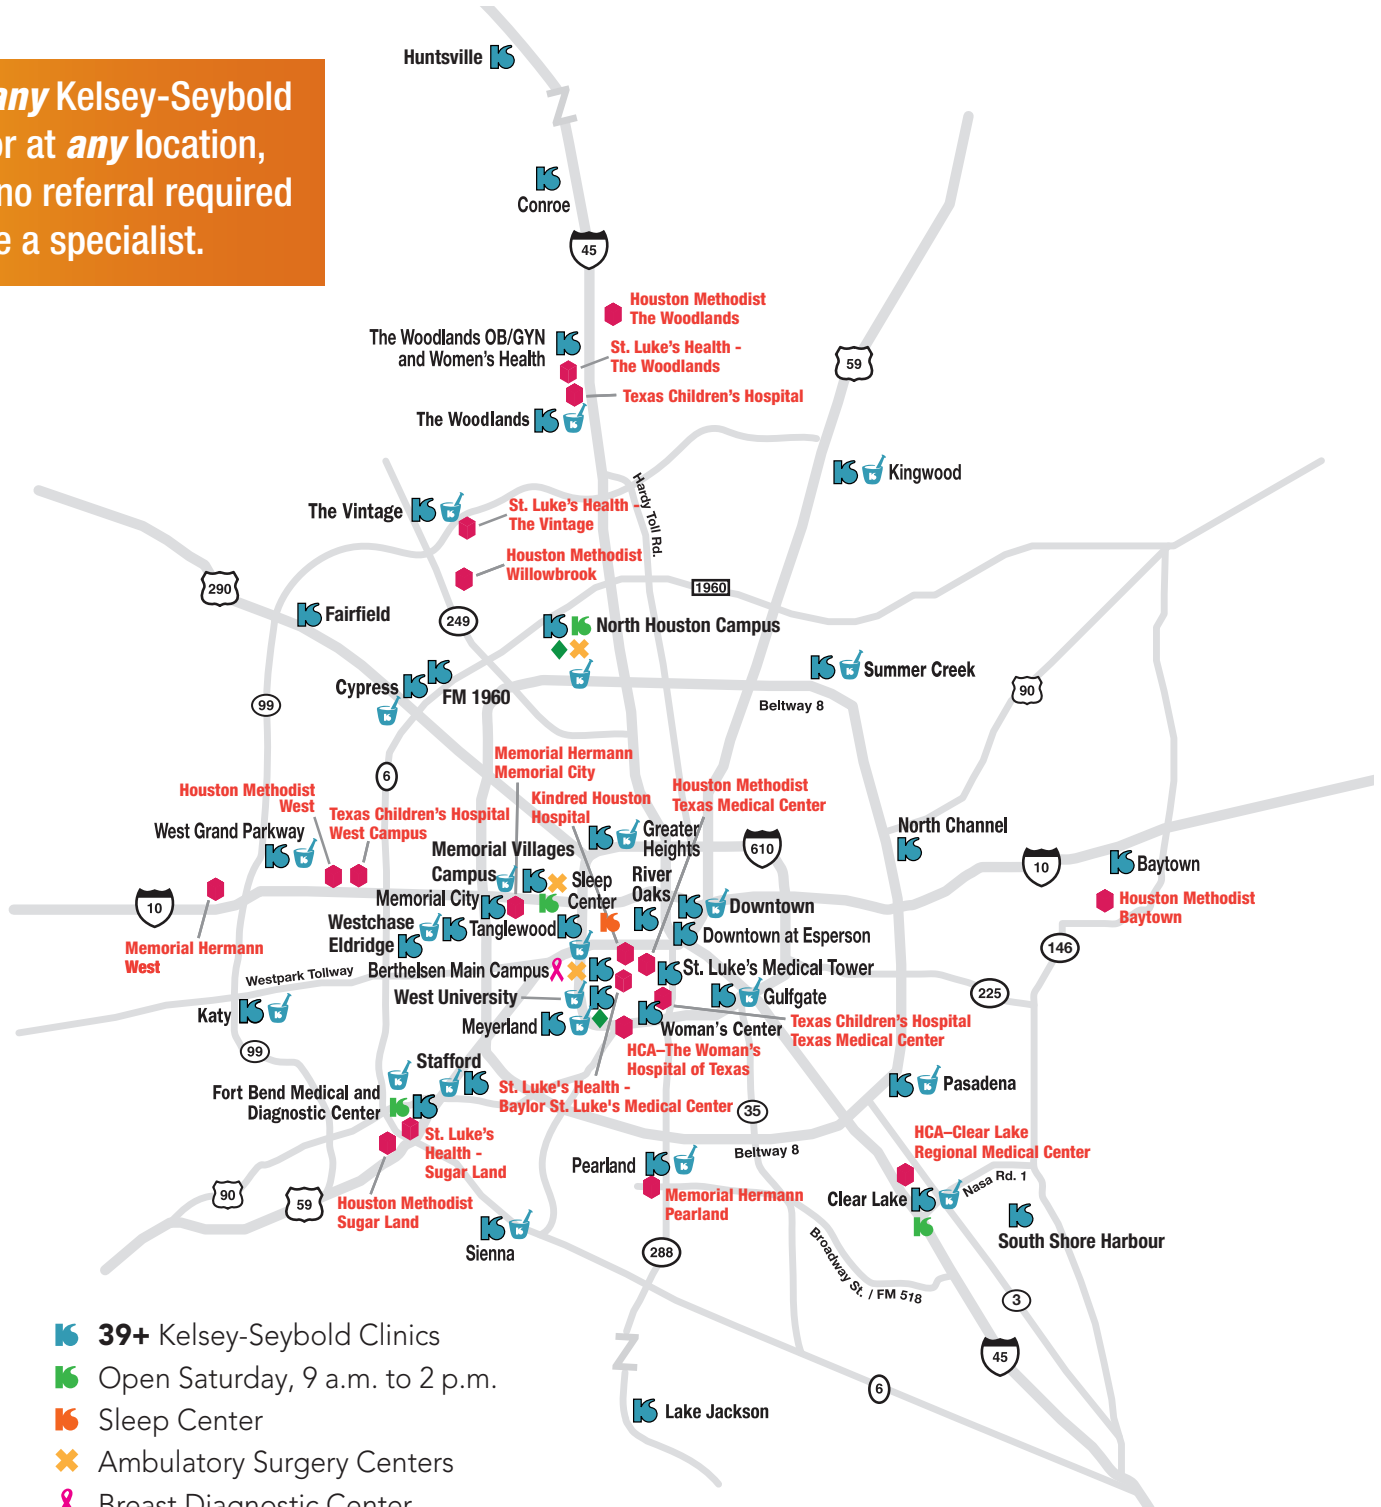 Huntsville
any Kelsey-Seybold
or at any location,
no referral required
e a specialist.
Conroe
45
Houston Methodist
The Woodlands
The Woodlands OB/GYN
and Women's Health
St. Luke's Health -
The Woodlands
59
Texas Children's Hospital
The Woodlands
Kingwood
Hardy Toll Rd.
The Vintage
St. Luke's Health -
The Vintage
Houston Methodist
Willowbrook
290
1960
Fairfield
249
North Houston Campus
Summer Creek
Cypress
FM 1960
90
99
Beltway 8
6
Memorial Hermann
Memorial City
Houston Methodist
West
Kindred Houston
Hospital
Houston Methodist
Texas Medical Center
Texas Children's Hospital
West Campus
West Grand Parkway
Greater
Heights
610
North Channel
Memorial Villages
Campus
Sleep
Center
River
Oaks
10
Baytown
Memorial City
Downtown
Houston Methodist
Baytown
10
Westchase
Eldridge
Tanglewood
Downtown at Esperson
146
Memorial Hermann
West
Westpark Tollway
Berthelsen Main Campus
St. Luke's Medical Tower
225
West University
Gulfgate
Katy
Meyerland
Woman's Center
Texas Children's Hospital
Texas Medical Center
99
HCA–The Woman's
Hospital of Texas
Stafford
Fort Bend Medical and
Diagnostic Center
St. Luke's Health -
Baylor St. Luke's Medical Center
35
Pasadena
St. Luke's
Health -
Sugar Land
HCA–Clear Lake
Regional Medical Center
Beltway 8
Pearland
Nasa Rd. 1
90
59
Houston Methodist
Sugar Land
Memorial Hermann
Pearland
Clear Lake
Sienna
288
South Shore Harbour
Broadway St. / FM 518
3
45
6
Lake Jackson
39+ Kelsey-Seybold Clinics
Open Saturday, 9 a.m. to 2 p.m.
Sleep Center
Ambulatory Surgery Centers
Breast Diagnostic Center